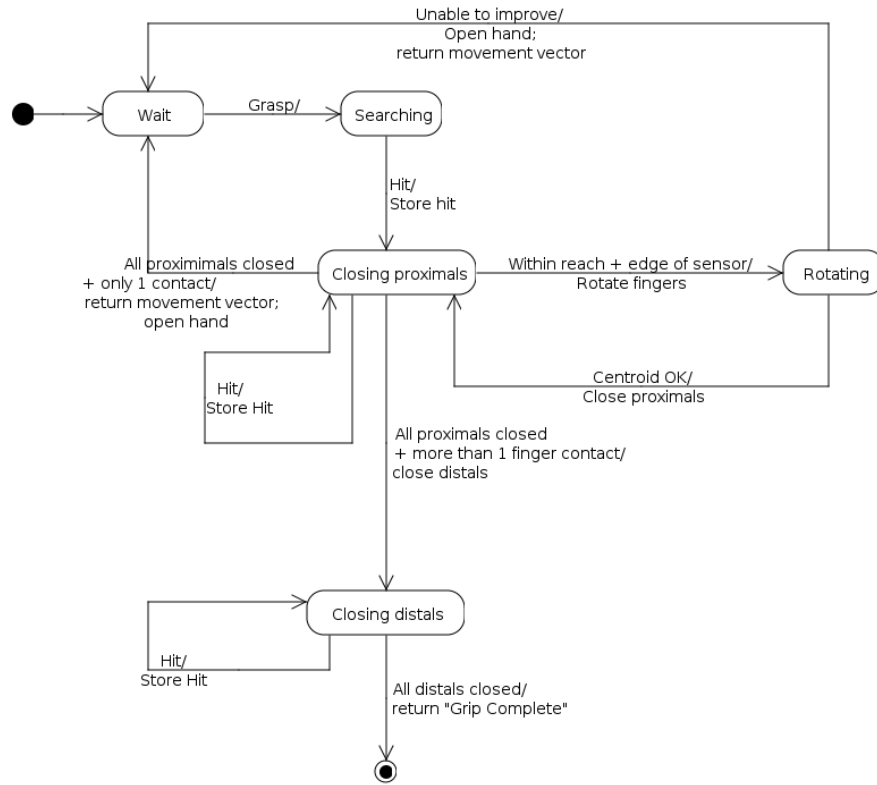 Unable to improve/
Open hand;
return movement vector
Wait
Grasp/
Searching
Hit/
Store hit
All proximimals closed
+ only 1 contact/
return movement vector;
open hand
Closing proximals
Within reach + edge of sensor/
Rotate fingers
Rotating
Hit/
Store Hit
Centroid OK/
Close proximals
All proximals closed
+ more than 1 finger contact/
close distals
Closing distals
Hit/
Store Hit
All distals closed/
return "Grip Complete"